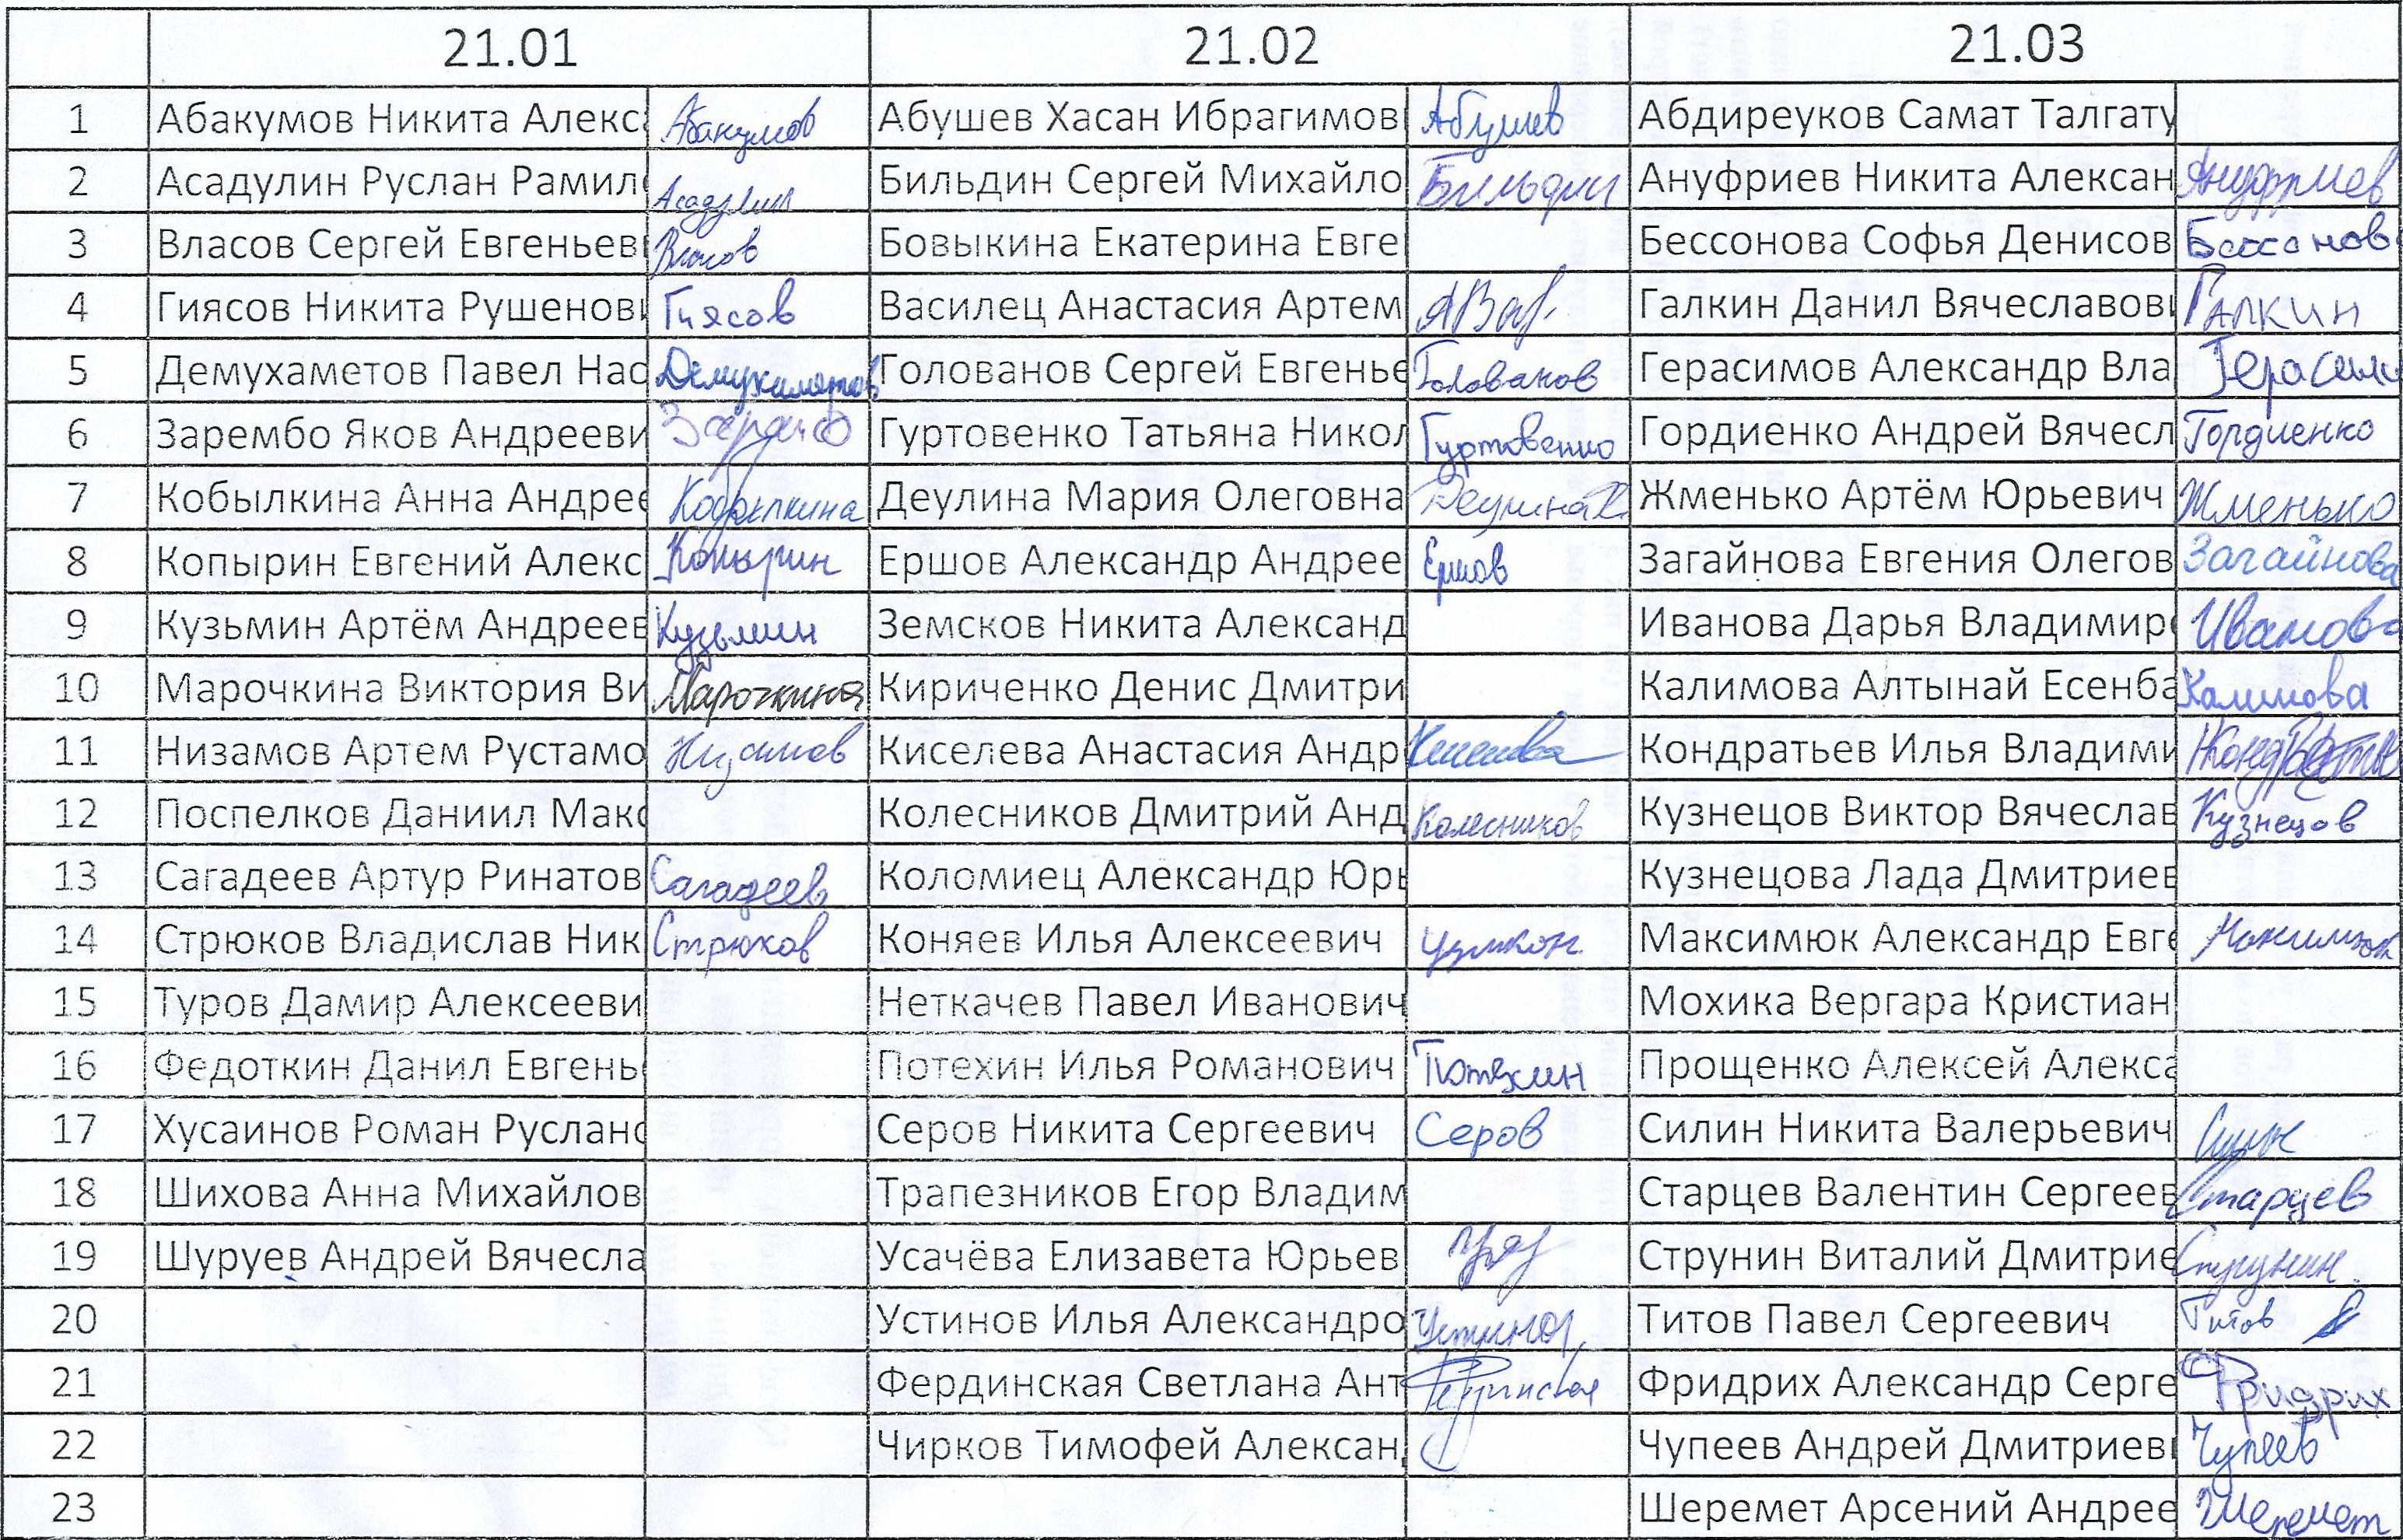 21.01 21.02 21.03
1 Абакумов Никита Алекс Абакумов Абушев Хасан Ибрагимов Абушев Абдиреуков Самат Талгату
2 Асадулин Руслан Рамил Асадулин Бильдин Сергей Михайло Бильдин Ануфриев Никита Алексан Ануфриев
3 Власов Сергей Евгеньев Власов Бовыкина Екатерина Евге Бессонова Софья Денисов Бессонов
4 Гиясов Никита Рушенов Гиясов Василец Анастасия Артем Галкин Данил Вячеславов Галкин
5 Демухаметов Павел Нас Демухаметов Голованов Сергей Евгенье Голованов Герасимов Александр Вла Герасим
6 Зарембо Яков Андрееви Гуртовенко Татьяна Никол Гуртовенко Гордиенко Андрей Вячесл Гордиенко
7 Кобылкина Анна Андрее Кобылкина Деулина Мария Олеговна Деулина Жменько Артём Юрьевич Жменько
8 Копырин Евгений Алекс Копырин Ершов Александр Андрее Ершов Загайнова Евгения Олегов Загайнова
9 Кузьмин Артём Андреев Кузьмин Земсков Никита Александ Иванова Дарья Владимир Иванова
10 Марочкина Виктория Ви Марочкина Кириченко Денис Дмитри Калимова Алтынай Есенба Калимова
11 Низамов Артем Рустамо Низамов Киселева Анастасия Андр Киселева Кондратьев Илья Владими
12 Поспелков Даниил Макс Колесников Дмитрий Анд Колесников Кузнецов Виктор Вячеслав Кузнецов
13 Сагадеев Артур Ринатов Сагадеев Коломиец Александр Юрь Кузнецова Лада Дмитриев
14 Стрюков Владислав Ник Стрюков Коняев Илья Алексеевич Максимюк Александр Евге Максимюк
15 Туров Дамир Алексееви Неткачев Павел Иванович Мохика Вергара Кристиан
16 Федоткин Данил Евгень Потехин Илья Романович Потехин Прощенко Алексей Алекса
17 Хусаинов Роман Руслано Серов Никита Сергеевич Серов Силин Никита Валерьевич
18 Шихова Анна Михайлов Трапезников Егор Владим Старцев Валентин Сергеев Старцев
19 Шуруев Андрей Вячесла Усачёва Елизавета Юрьев Струнин Виталий Дмитрие Струнин
20 Устинов Илья Александро Устинов Титов Павел Сергеевич Титов
21 Фердинская Светлана Ант Фридрих Александр Серге Фридрих
22 Чирков Тимофей Алексан Чупеев Андрей Дмитриев Чупеев
23 Шеремет Арсений Андрее Шеремет